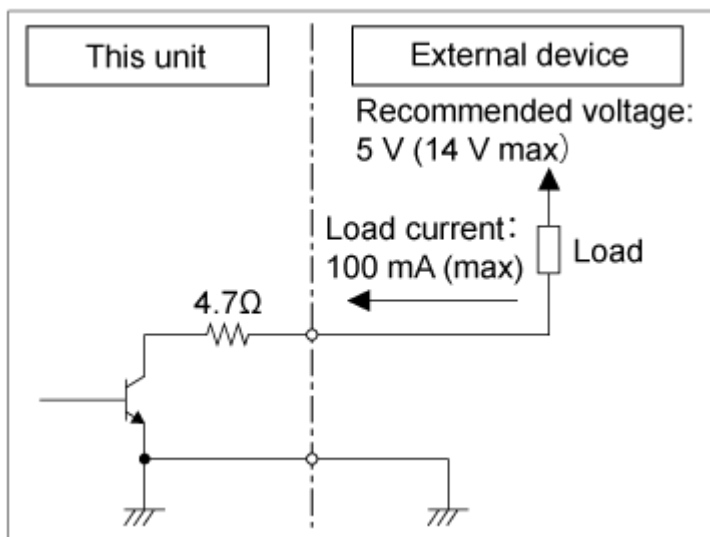 This unit
External device
Recommended voltage:
5 V (14 V max)
Load current:
100 mA (max)
Load
4.7Ω